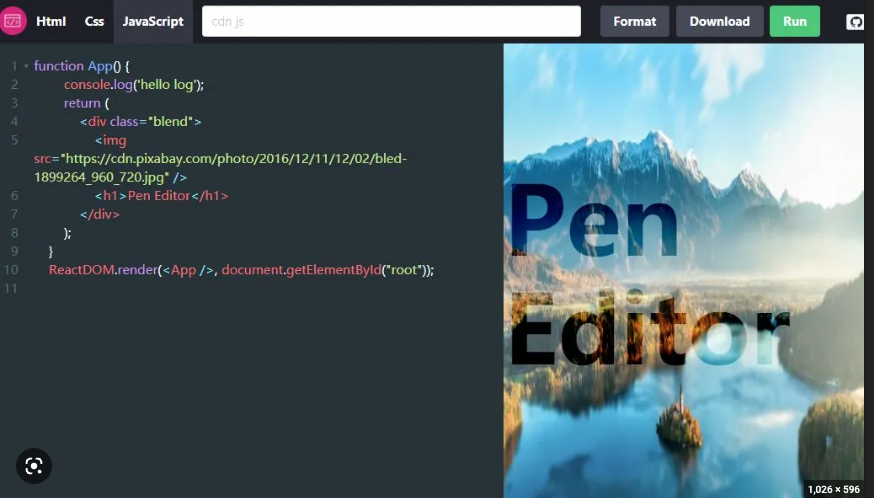 Html Css JavaScript cdn js Format Download Run
1 function App() {
2 console.log('hello log');
3 return (
4 <div class="blend">
5 <img
src="https://cdn.pixabay.com/photo/2016/12/11/12/02/bled-
1899264_960_720.jpg" />
6 <h1>Pen Editor</h1>
7 </div>
8 );
9 }
10 ReactDOM.render(<App />, document.getElementById("root"));
11
Pen
Editor
1,026 × 596